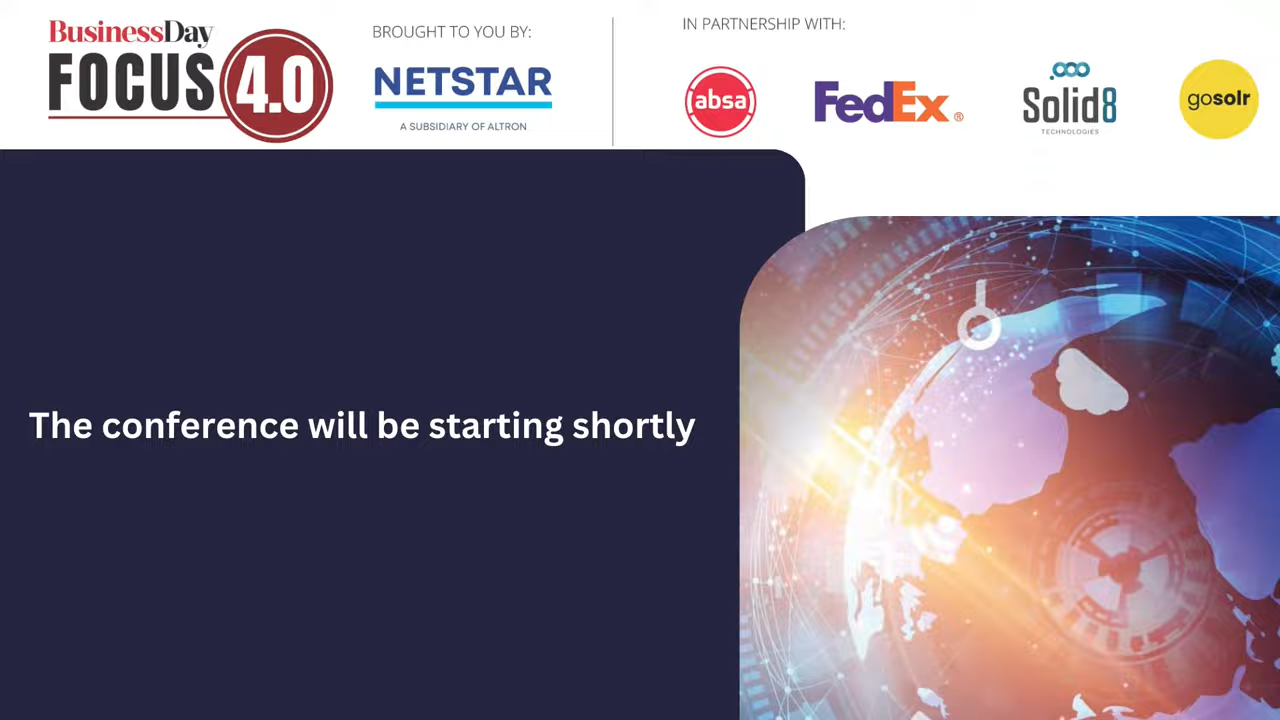 BusinessDay
FOCUS 4.0
BROUGHT TO YOU BY:
NETSTAR
A SUBSIDIARY OF ALTRON
IN PARTNERSHIP WITH:
absa
FedEx®
Solid8
TECHNOLOGIES
gosolr
The conference will be starting shortly